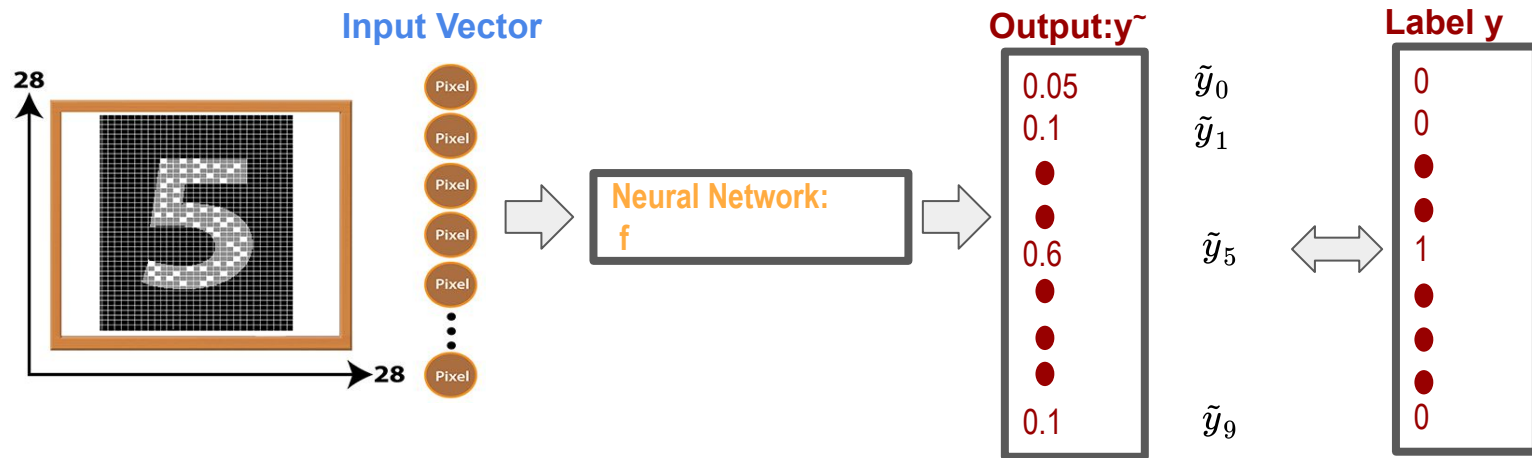 Input Vector
28
28
Pixel
Pixel
Pixel
Pixel
Pixel
Pixel
5
Neural Network:
f
Output:y~
0.05
0.1
0.6
0.1
ỹ₀
ỹ₁
ỹ₅
ỹ₉
Label y
0
0
1
0